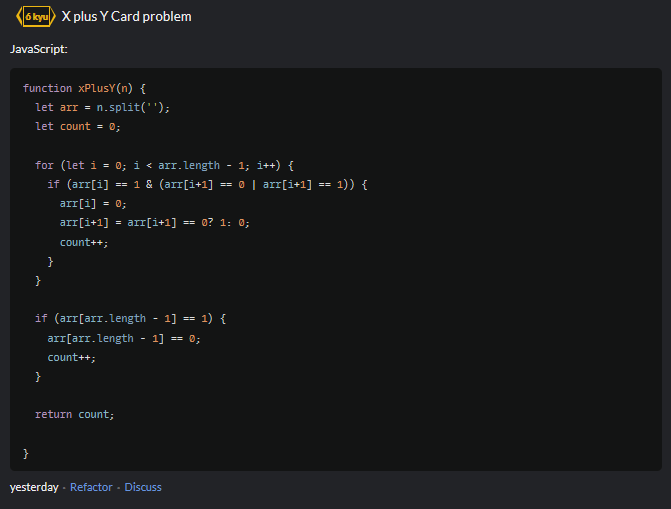 6 kyu X plus Y Card problem
JavaScript:
function xPlusY(n) {
let arr = n.split('');
let count = 0;
for (let i = 0; i < arr.length - 1; i++) {
if (arr[i] == 1 & (arr[i+1] == 0 | arr[i+1] == 1)) {
arr[i] = 0;
arr[i+1] = arr[i+1] == 0? 1: 0;
count++;
}
}
if (arr[arr.length - 1] == 1) {
arr[arr.length - 1] == 0;
count++;
}
return count;
}
yesterday - Refactor - Discuss